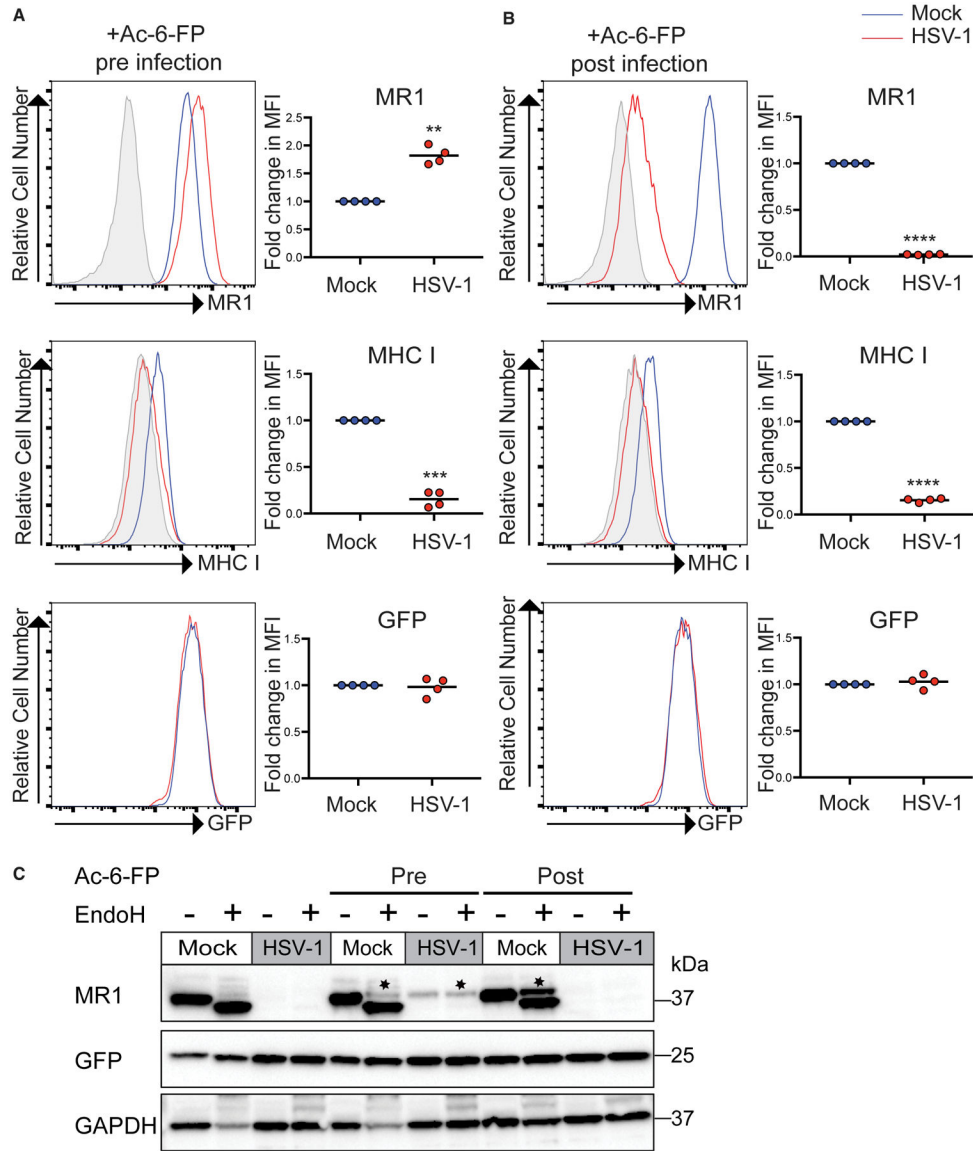 A
+Ac-6-FP
pre infection
B
+Ac-6-FP
post infection
Mock
HSV-1
Relative Cell Number
MR1
Fold change in MFI
MR1
2.5
2.0
1.5
1.0
0.5
0.0
**
Mock HSV-1
Relative Cell Number
MR1
Fold change in MFI
MR1
1.5
1.0
0.5
0.0
****
Mock HSV-1
Relative Cell Number
MHC I
Fold change in MFI
MHC I
1.5
1.0
0.5
0.0
***
Mock HSV-1
Relative Cell Number
MHC I
Fold change in MFI
MHC I
1.5
1.0
0.5
0.0
****
Mock HSV-1
Relative Cell Number
GFP
Fold change in MFI
GFP
1.5
1.0
0.5
0.0
Mock HSV-1
Relative Cell Number
GFP
Fold change in MFI
GFP
1.5
1.0
0.5
0.0
Mock HSV-1
C
Ac-6-FP Pre Post
EndoH - + - + - + - + - + - +
Mock HSV-1 Mock HSV-1 Mock HSV-1
kDa
MR1 37
GFP 25
GAPDH 37